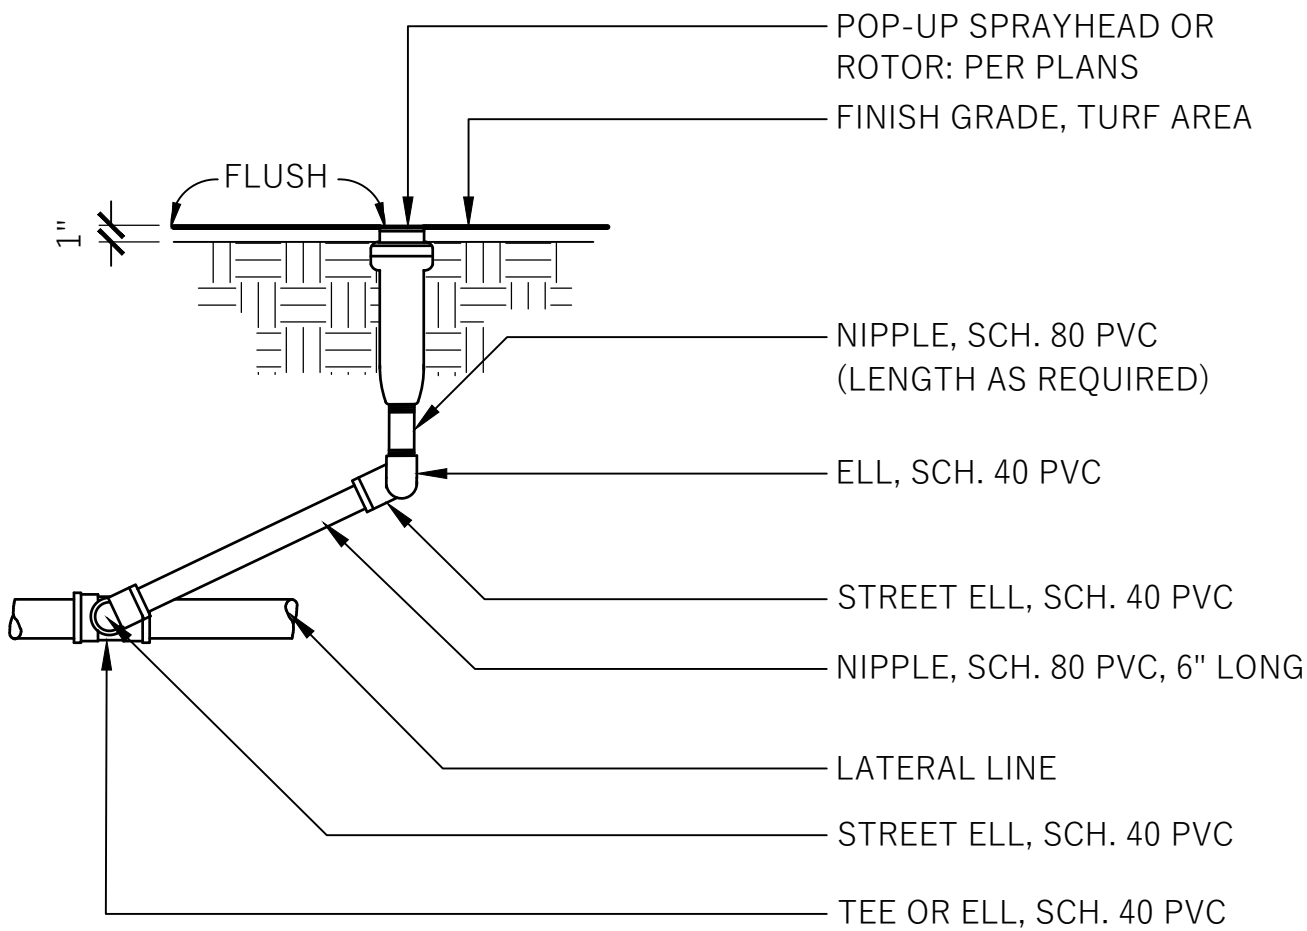 POP-UP SPRAYHEAD OR
ROTOR: PER PLANS
FINISH GRADE, TURF AREA
FLUSH
1"
NIPPLE, SCH. 80 PVC
(LENGTH AS REQUIRED)
ELL, SCH. 40 PVC
STREET ELL, SCH. 40 PVC
NIPPLE, SCH. 80 PVC, 6" LONG
LATERAL LINE
STREET ELL, SCH. 40 PVC
TEE OR ELL, SCH. 40 PVC